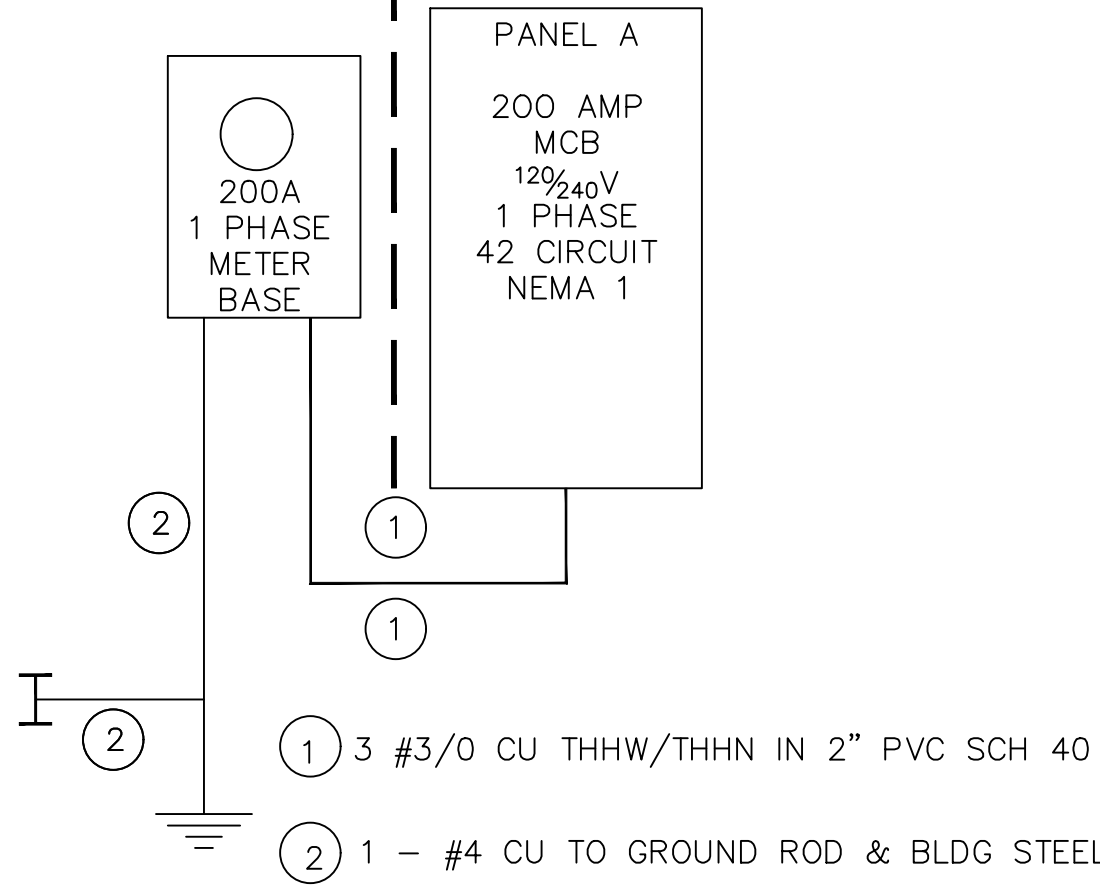 PANEL A
200 AMP
MCB
120/240V
1 PHASE
42 CIRCUIT
NEMA 1
200A
1 PHASE
METER
BASE
2
1
1
2
1 3 #3/0 CU THHW/THHN IN 2” PVC SCH 40
2 1 - #4 CU TO GROUND ROD & BLDG STEEL